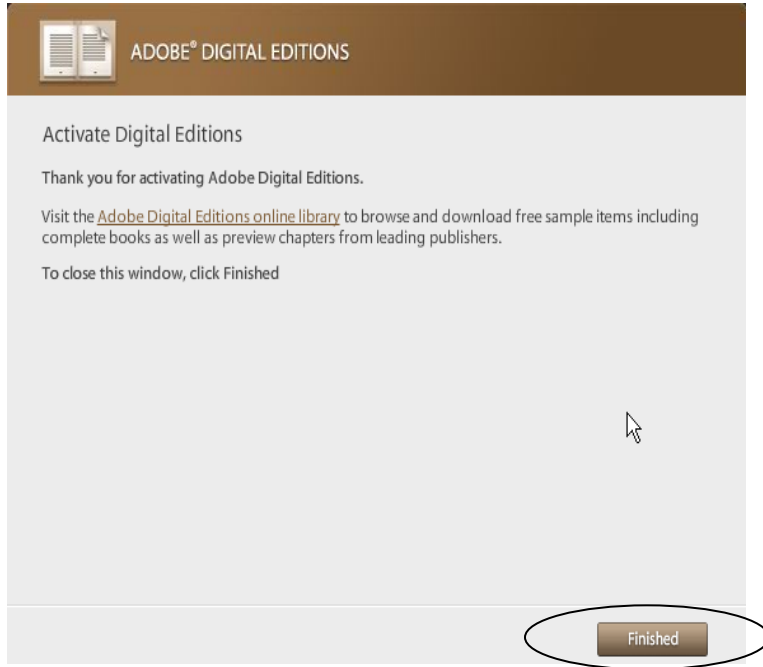 ADOBE® DIGITAL EDITIONS
Activate Digital Editions
Thank you for activating Adobe Digital Editions.
Visit the Adobe Digital Editions online library to browse and download free sample items including
complete books as well as preview chapters from leading publishers.
To close this window, click Finished
Finished